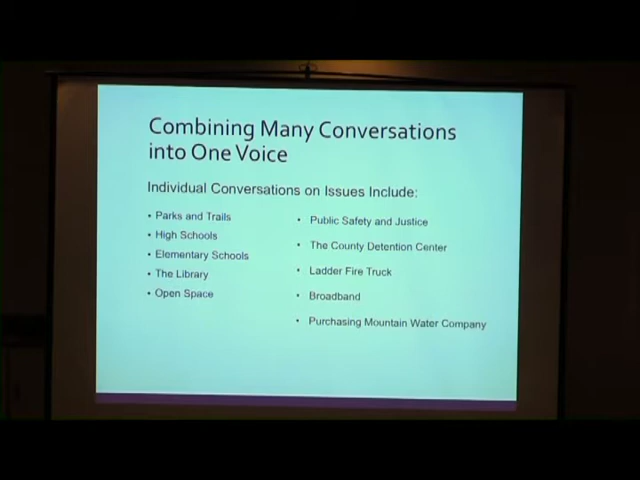 Combining Many Conversations
into One Voice
Individual Conversations on Issues Include:
• Parks and Trails
• High Schools
• Elementary Schools
• The Library
• Open Space
• Public Safety and Justice
• The County Detention Center
• Ladder Fire Truck
• Broadband
• Purchasing Mountain Water Company